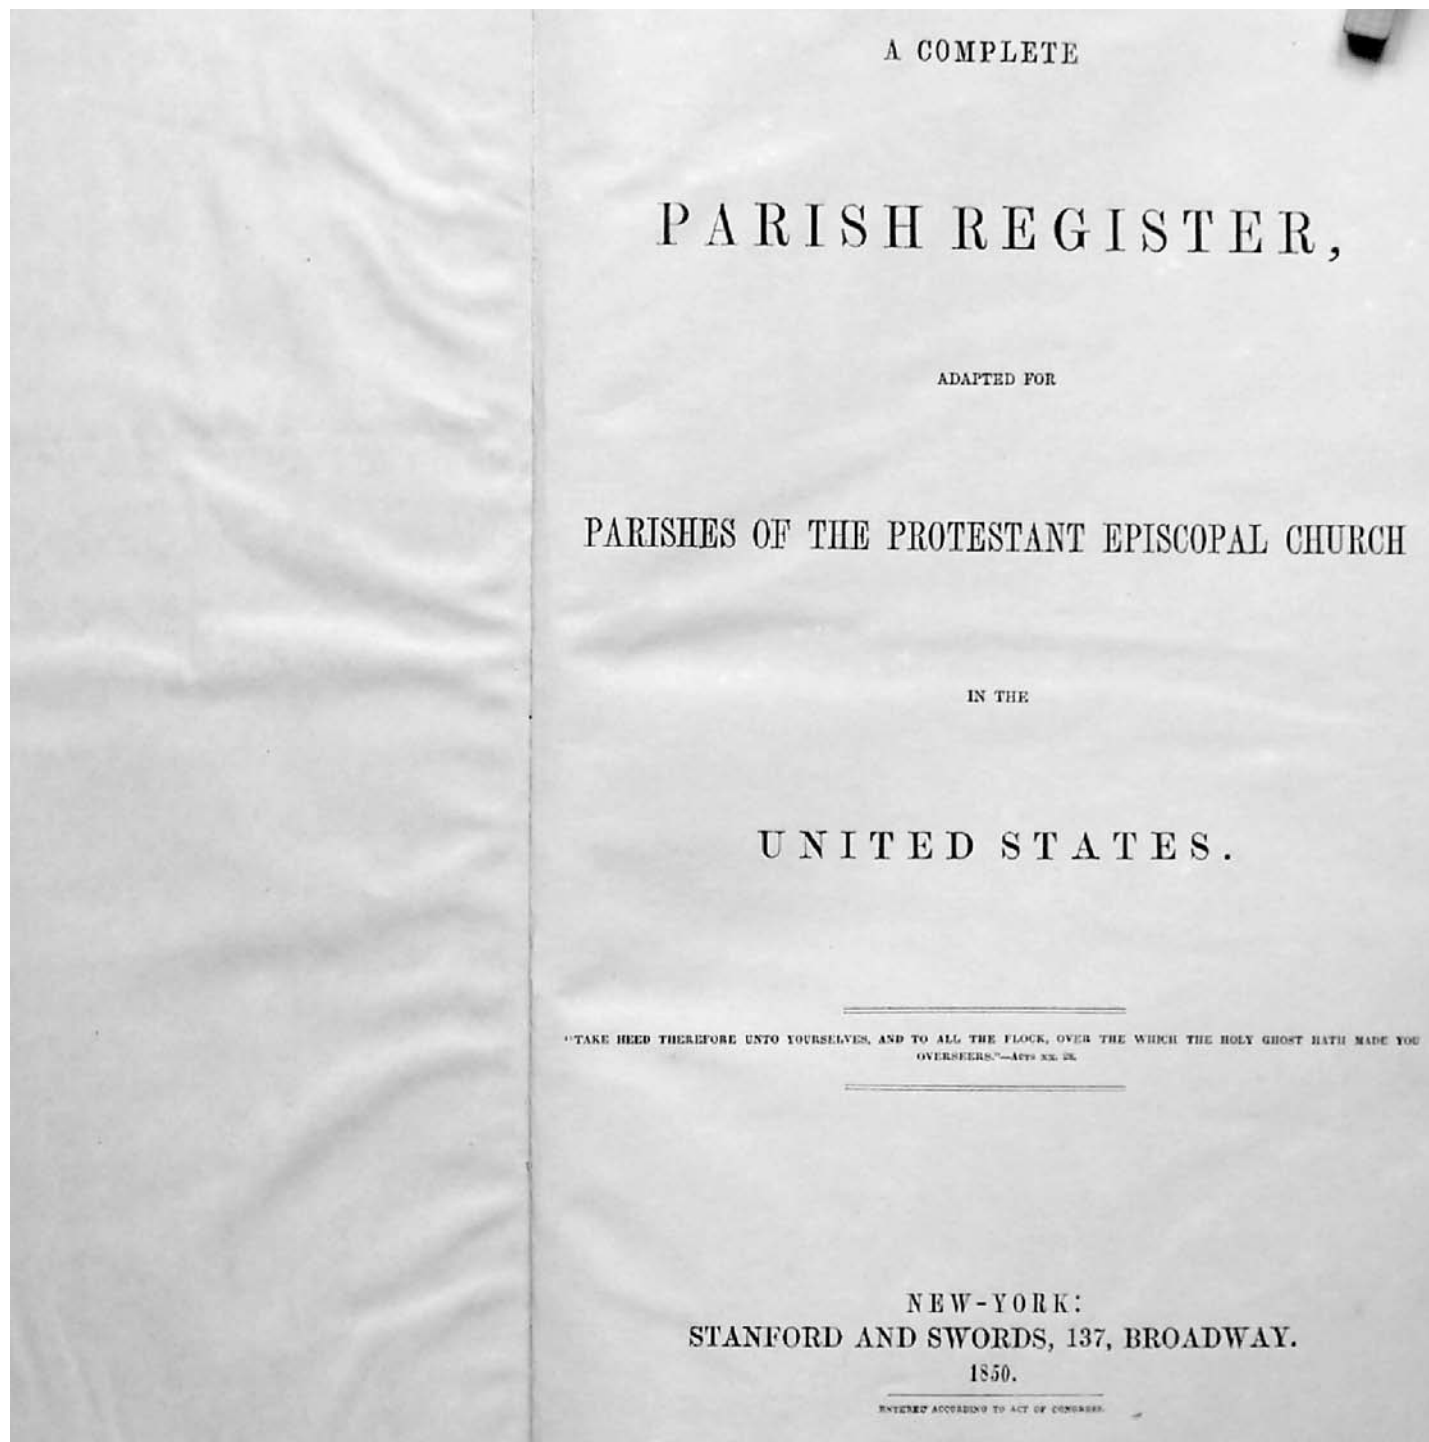 A COMPLETE
PARISH REGISTER,
ADAPTED FOR
PARISHES OF THE PROTESTANT EPISCOPAL CHURCH
IN THE
UNITED STATES.
"TAKE HEED THEREFORE UNTO YOURSELVES, AND TO ALL THE FLOCK, OVER THE WHICH THE HOLY GHOST HATH MADE YOU
OVERSEERS."—ACTS XX. 28.
NEW-YORK:
STANFORD AND SWORDS, 137, BROADWAY.
1850.
ENTERED ACCORDING TO ACT OF CONGRESS.